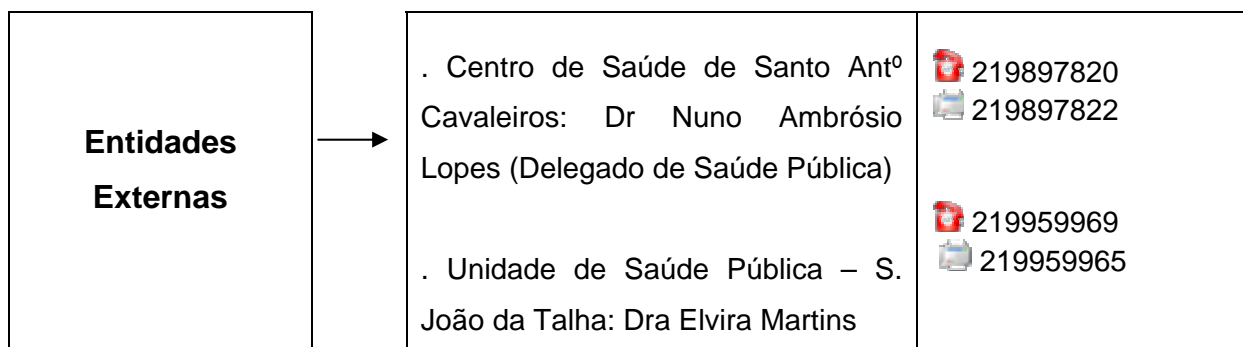 Entidades
Externas
. Centro de Saúde de Santo Antº
Cavaleiros: Dr Nuno Ambrósio
Lopes (Delegado de Saúde Pública)
. Unidade de Saúde Pública – S.
João da Talha: Dra Elvira Martins
219897820
219897822
219959969
219959965